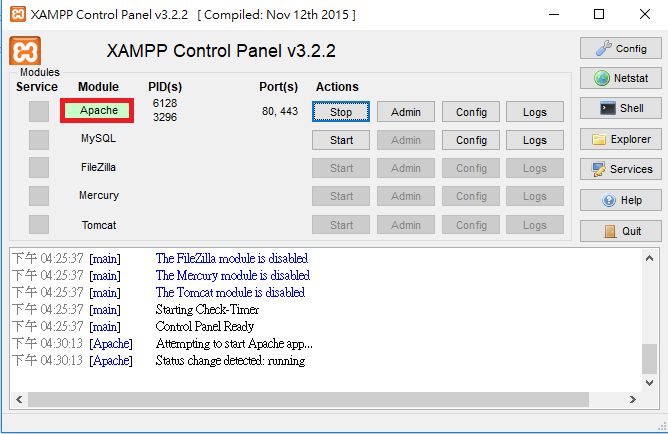 XAMPP Control Panel v3.2.2 [ Compiled: Nov 12th 2015 ]
XAMPP Control Panel v3.2.2
Config
Modules
Service Module PID(s) Port(s) Actions
Netstat
Apache 6128 3296 80, 443 Stop Admin Config Logs
Shell
MySQL Start Admin Config Logs
Explorer
FileZilla Start Admin Config Logs
Services
Mercury Start Admin Config Logs
Help
Tomcat Start Admin Config Logs
Quit
下午 04:25:37 [main] The FileZilla module is disabled
下午 04:25:37 [main] The Mercury module is disabled
下午 04:25:37 [main] The Tomcat module is disabled
下午 04:25:37 [main] Starting Check-Timer
下午 04:25:37 [main] Control Panel Ready
下午 04:30:13 [Apache] Attempting to start Apache app...
下午 04:30:13 [Apache] Status change detected: running